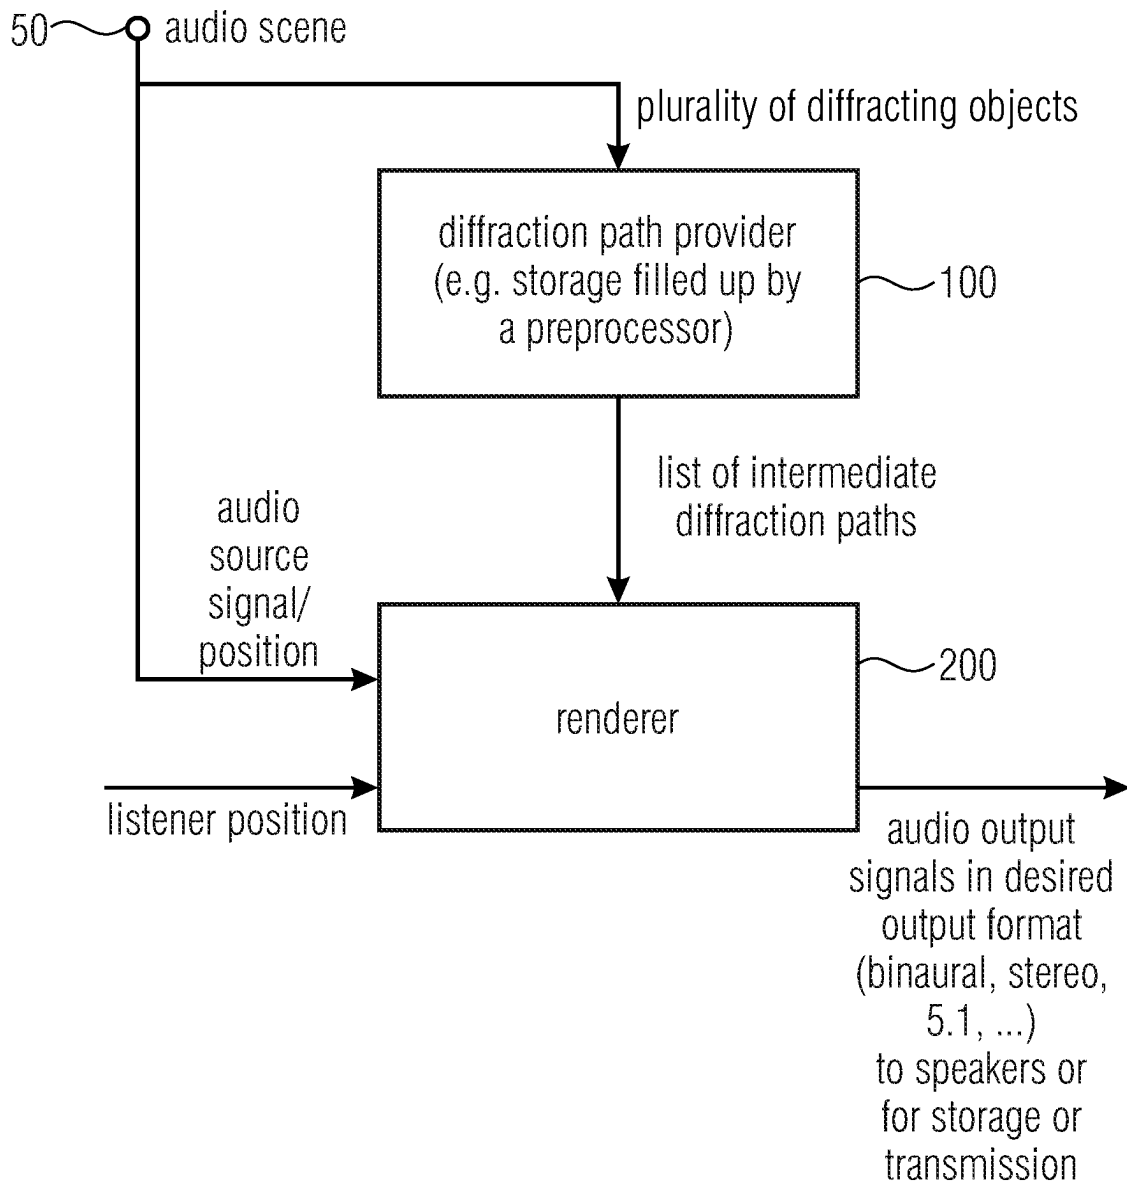 50 audio scene
plurality of diffracting objects
diffraction path provider
(e.g. storage filled up by
a preprocessor)
100
list of intermediate
diffraction paths
audio
source
signal/
position
200
renderer
listener position
audio output
signals in desired
output format
(binaural, stereo,
5.1, ...)
to speakers or
for storage or
transmission